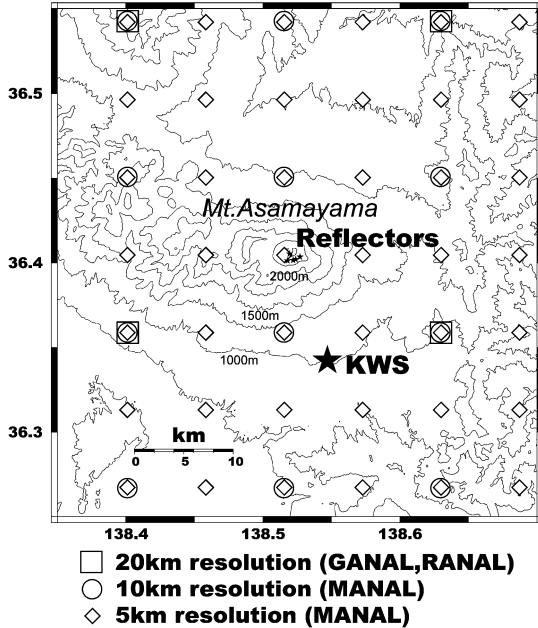 36.5
Mt.Asamayama
Reflectors
36.4
2000m
1500m
1000m
KWS
36.3
km
0 5 10
138.4 138.5 138.6
20km resolution (GANAL,RANAL)
10km resolution (MANAL)
5km resolution (MANAL)